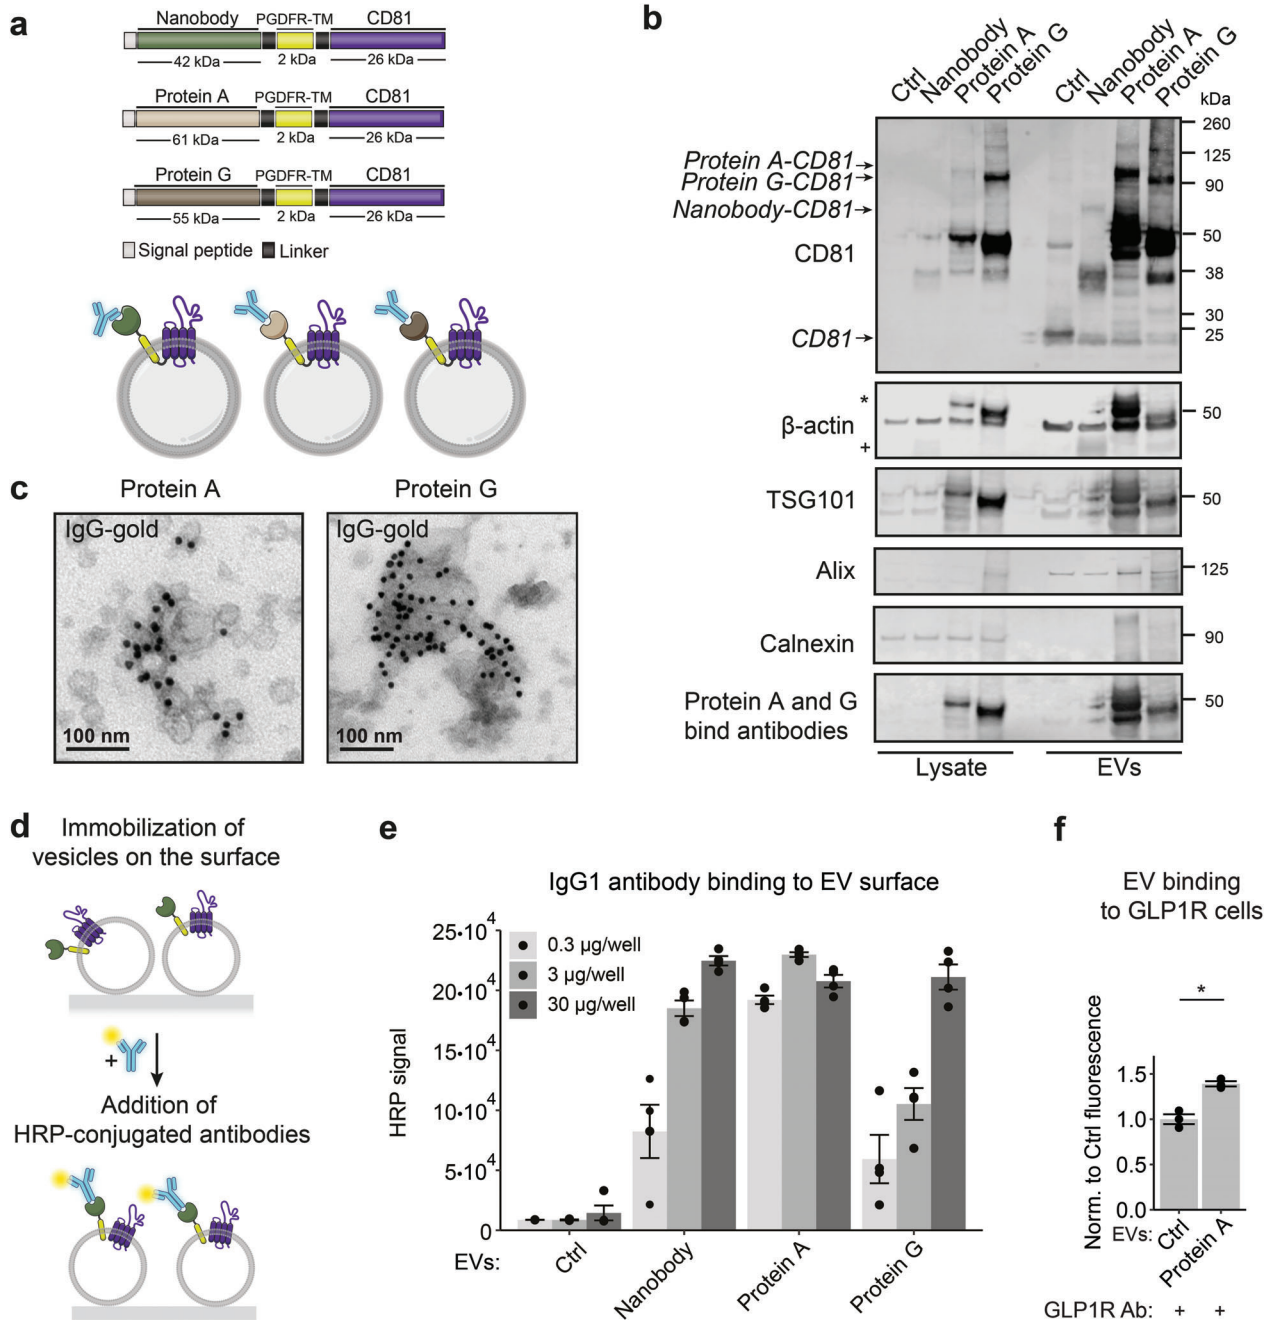 a
Nanobody PGDFR-TM CD81
42 kDa 2 kDa 26 kDa
Protein A PGDFR-TM CD81
61 kDa 2 kDa 26 kDa
Protein G PGDFR-TM CD81
55 kDa 2 kDa 26 kDa
Signal peptide Linker
b
Ctrl Nanobody Protein A Protein G Ctrl Nanobody Protein A Protein G
kDa
260
Protein A-CD81 125
Protein G-CD81 90
Nanobody-CD81
50
CD81
38
30
25
CD81
*
β-actin 50
+
TSG101 50
Alix 125
Calnexin 90
Protein A and G 50
bind antibodies
Lysate EVs
c
Protein A Protein G
IgG-gold IgG-gold
100 nm 100 nm
d
Immobilization of
vesicles on the surface
+
Addition of
HRP-conjugated antibodies
e
IgG1 antibody binding to EV surface
HRP signal
25•10⁴
20•10⁴
15•10⁴
10•10⁴
5•10⁴
0
0.3 µg/well
3 µg/well
30 µg/well
EVs: Ctrl Nanobody Protein A Protein G
f
EV binding
to GLP1R cells
*
Norm. to Ctrl fluorescence
1.5
1.0
0.5
0.0
EVs: Ctrl Protein A
GLP1R Ab: + +